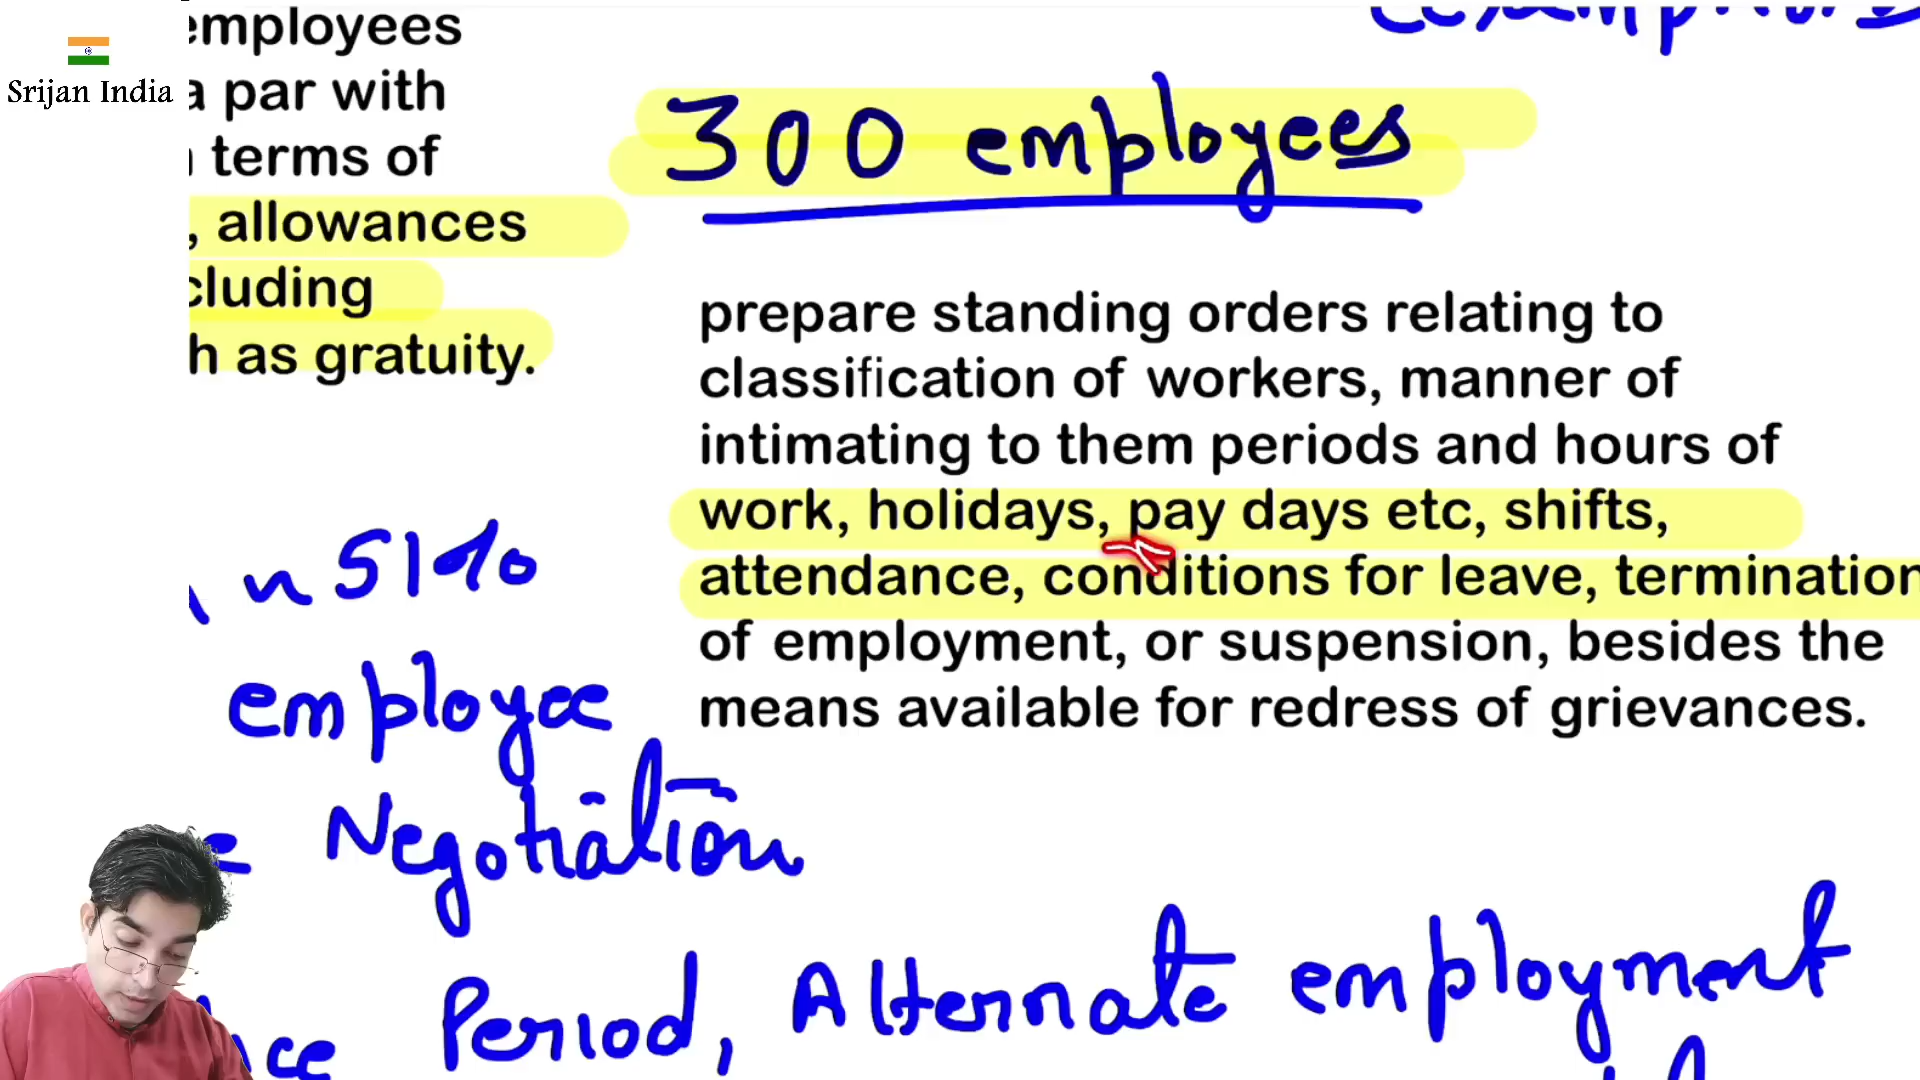 Srijan India
employees
a par with
terms of
, allowances
cluding
h as gratuity.
300 employees
prepare standing orders relating to
classification of workers, manner of
intimating to them periods and hours of
work, holidays, pay days etc, shifts,
attendance, conditions for leave, termination
of employment, or suspension, besides the
means available for redress of grievances.
51%
employee
Negotiation
Period, Alternate employment